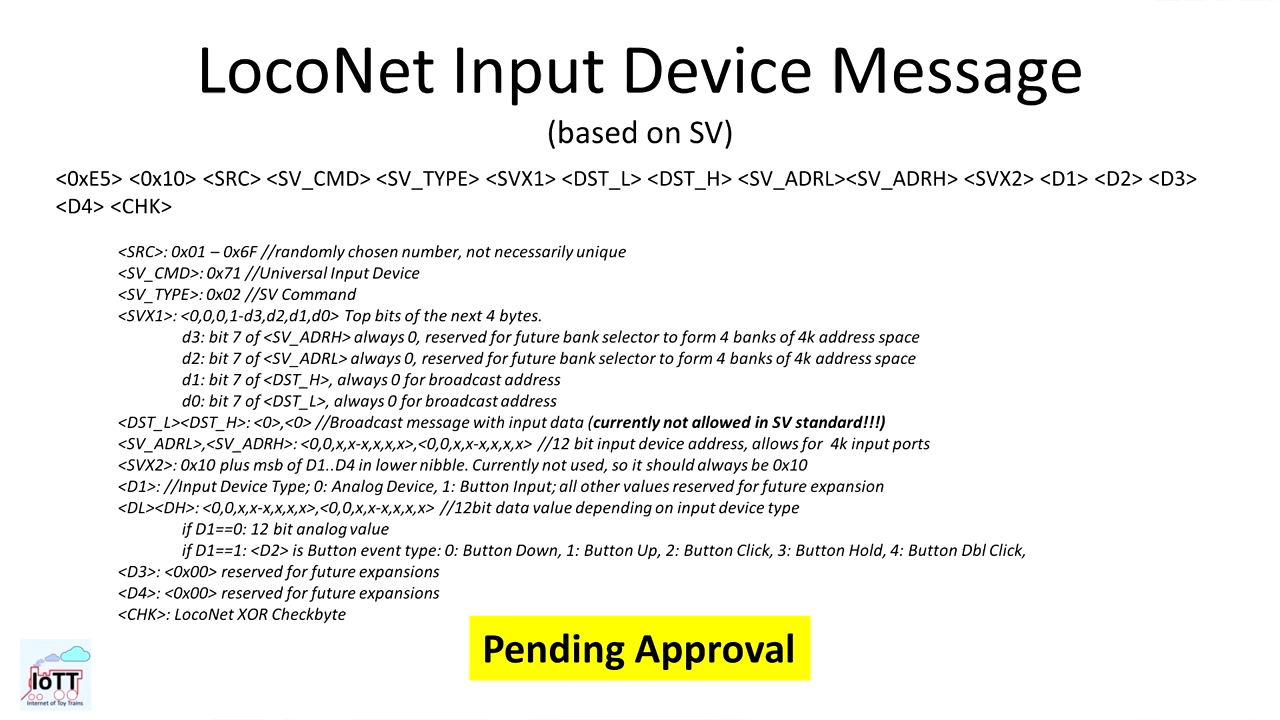 LocoNet Input Device Message
(based on SV)
<0xE5> <0x10> <SRC> <SV_CMD> <SV_TYPE> <SVX1> <DST_L> <DST_H> <SV_ADRL><SV_ADRH> <SVX2> <D1> <D2> <D3>
<D4> <CHK>
<SRC>: 0x01 – 0x6F //randomly chosen number, not necessarily unique
<SV_CMD>: 0x71 //Universal Input Device
<SV_TYPE>: 0x02 //SV Command
<SVX1>: <0,0,0,1-d3,d2,d1,d0> Top bits of the next 4 bytes.
d3: bit 7 of <SV_ADRH> always 0, reserved for future bank selector to form 4 banks of 4k address space
d2: bit 7 of <SV_ADRL> always 0, reserved for future bank selector to form 4 banks of 4k address space
d1: bit 7 of <DST_H>, always 0 for broadcast address
d0: bit 7 of <DST_L>, always 0 for broadcast address
<DST_L><DST_H>: <0>,<0> //Broadcast message with input data (currently not allowed in SV standard!!!)
<SV_ADRL>,<SV_ADRH>: <0,0,x,x-x,x,x,x>,<0,0,x,x-x,x,x,x> //12 bit input device address, allows for 4k input ports
<SVX2>: 0x10 plus msb of D1..D4 in lower nibble. Currently not used, so it should always be 0x10
<D1>: //Input Device Type; 0: Analog Device, 1: Button Input; all other values reserved for future expansion
<DL><DH>: <0,0,x,x-x,x,x,x>,<0,0,x,x-x,x,x,x> //12bit data value depending on input device type
if D1==0: 12 bit analog value
if D1==1: <D2> is Button event type: 0: Button Down, 1: Button Up, 2: Button Click, 3: Button Hold, 4: Button Dbl Click,
<D3>: <0x00> reserved for future expansions
<D4>: <0x00> reserved for future expansions
<CHK>: LocoNet XOR Checkbyte
Pending Approval
IoTT
Internet of Toy Trains